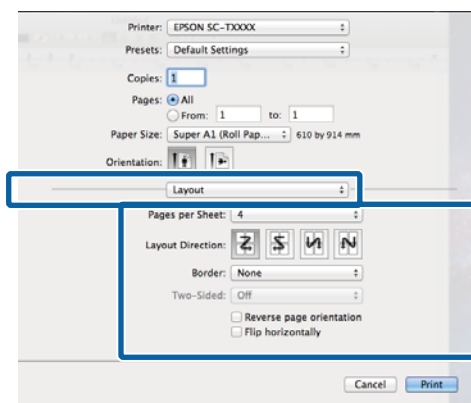 Printer: EPSON SC-TXXXX
Presets: Default Settings
Copies: 1
Pages: All
From: 1 to: 1
Paper Size: Super A1 (Roll Pap... 610 by 914 mm
Orientation:
Layout
Pages per Sheet: 4
Layout Direction:
Border: None
Two-Sided: Off
Reverse page orientation
Flip horizontally
Cancel Print